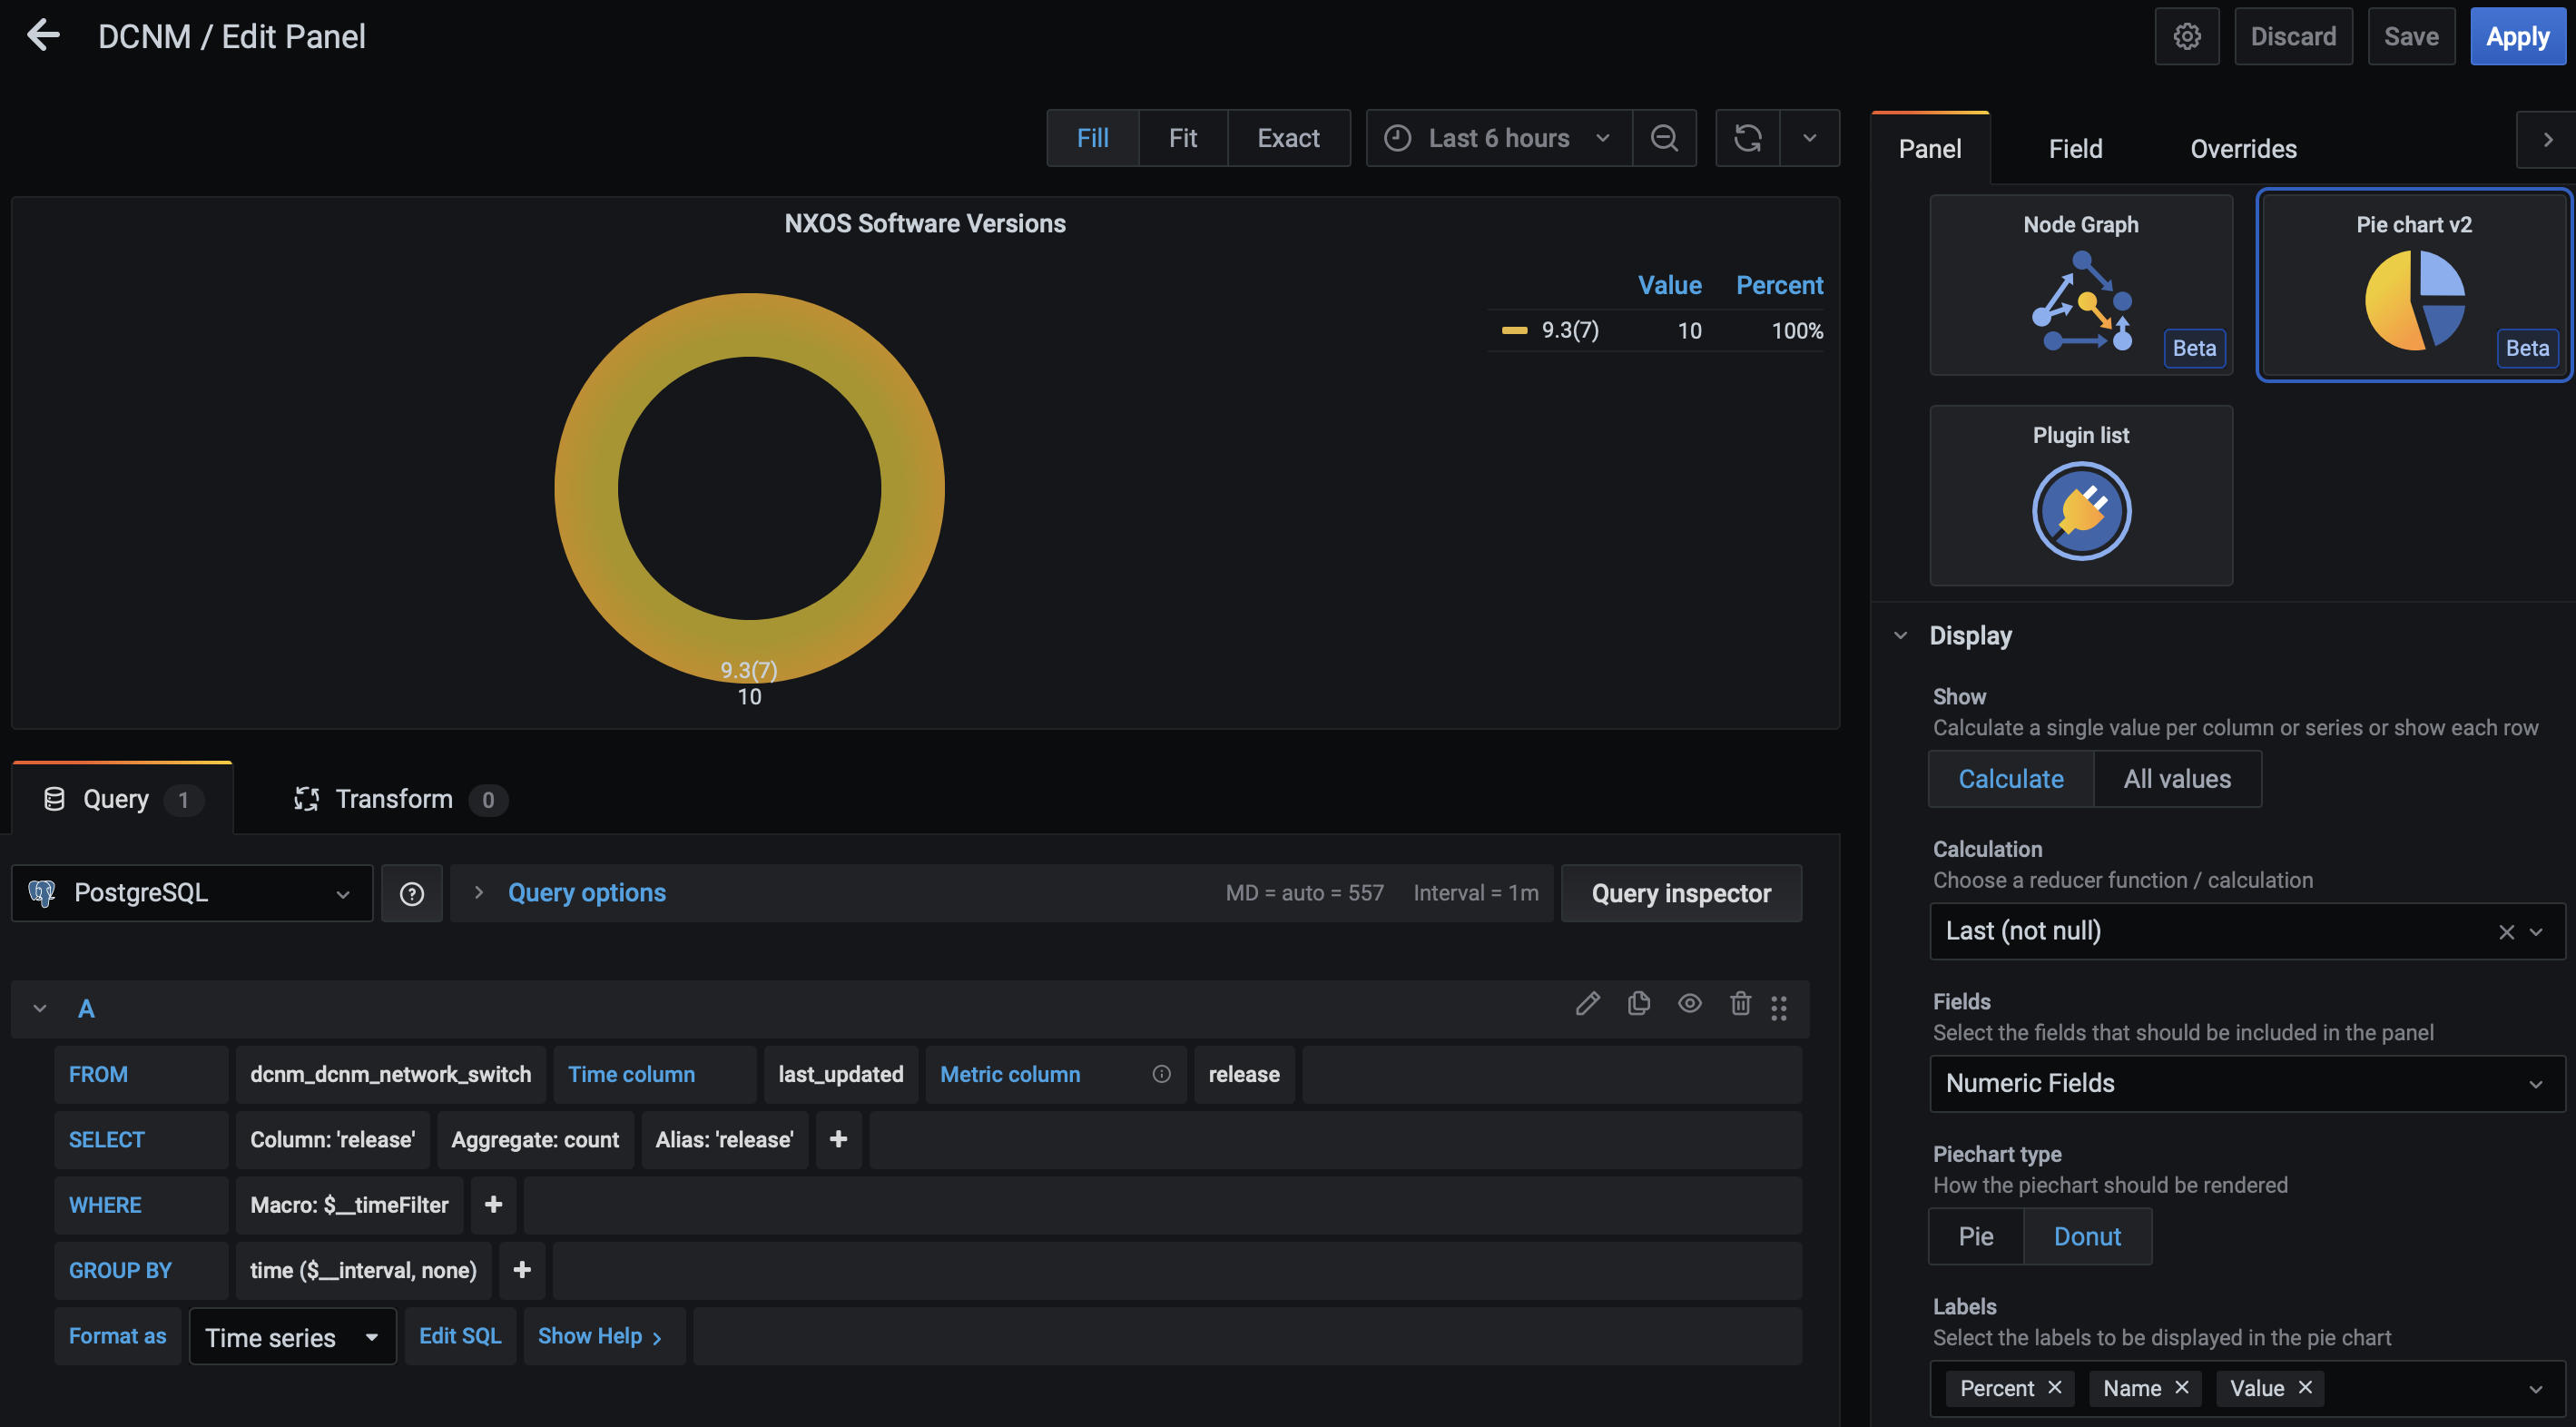 DCNM / Edit Panel
Discard
Save
Apply
Fill
Fit
Exact
Last 6 hours
Panel
Field
Overrides
NXOS Software Versions
Value Percent
9.3(7) 10 100%
9.3(7)
10
Node Graph
Beta
Pie chart v2
Beta
Plugin list
Query 1
Transform 0
PostgreSQL
Query options
MD = auto = 557
Interval = 1m
Query inspector
A
FROM dcnm_dcnm_network_switch Time column last_updated Metric column release
SELECT Column: 'release' Aggregate: count Alias: 'release' +
WHERE Macro: $__timeFilter +
GROUP BY time ($__interval, none) +
Format as Time series Edit SQL Show Help >
Display
Show
Calculate a single value per column or series or show each row
Calculate All values
Calculation
Choose a reducer function / calculation
Last (not null)
Fields
Select the fields that should be included in the panel
Numeric Fields
Piechart type
How the piechart should be rendered
Pie Donut
Labels
Select the labels to be displayed in the pie chart
Percent × Name × Value ×